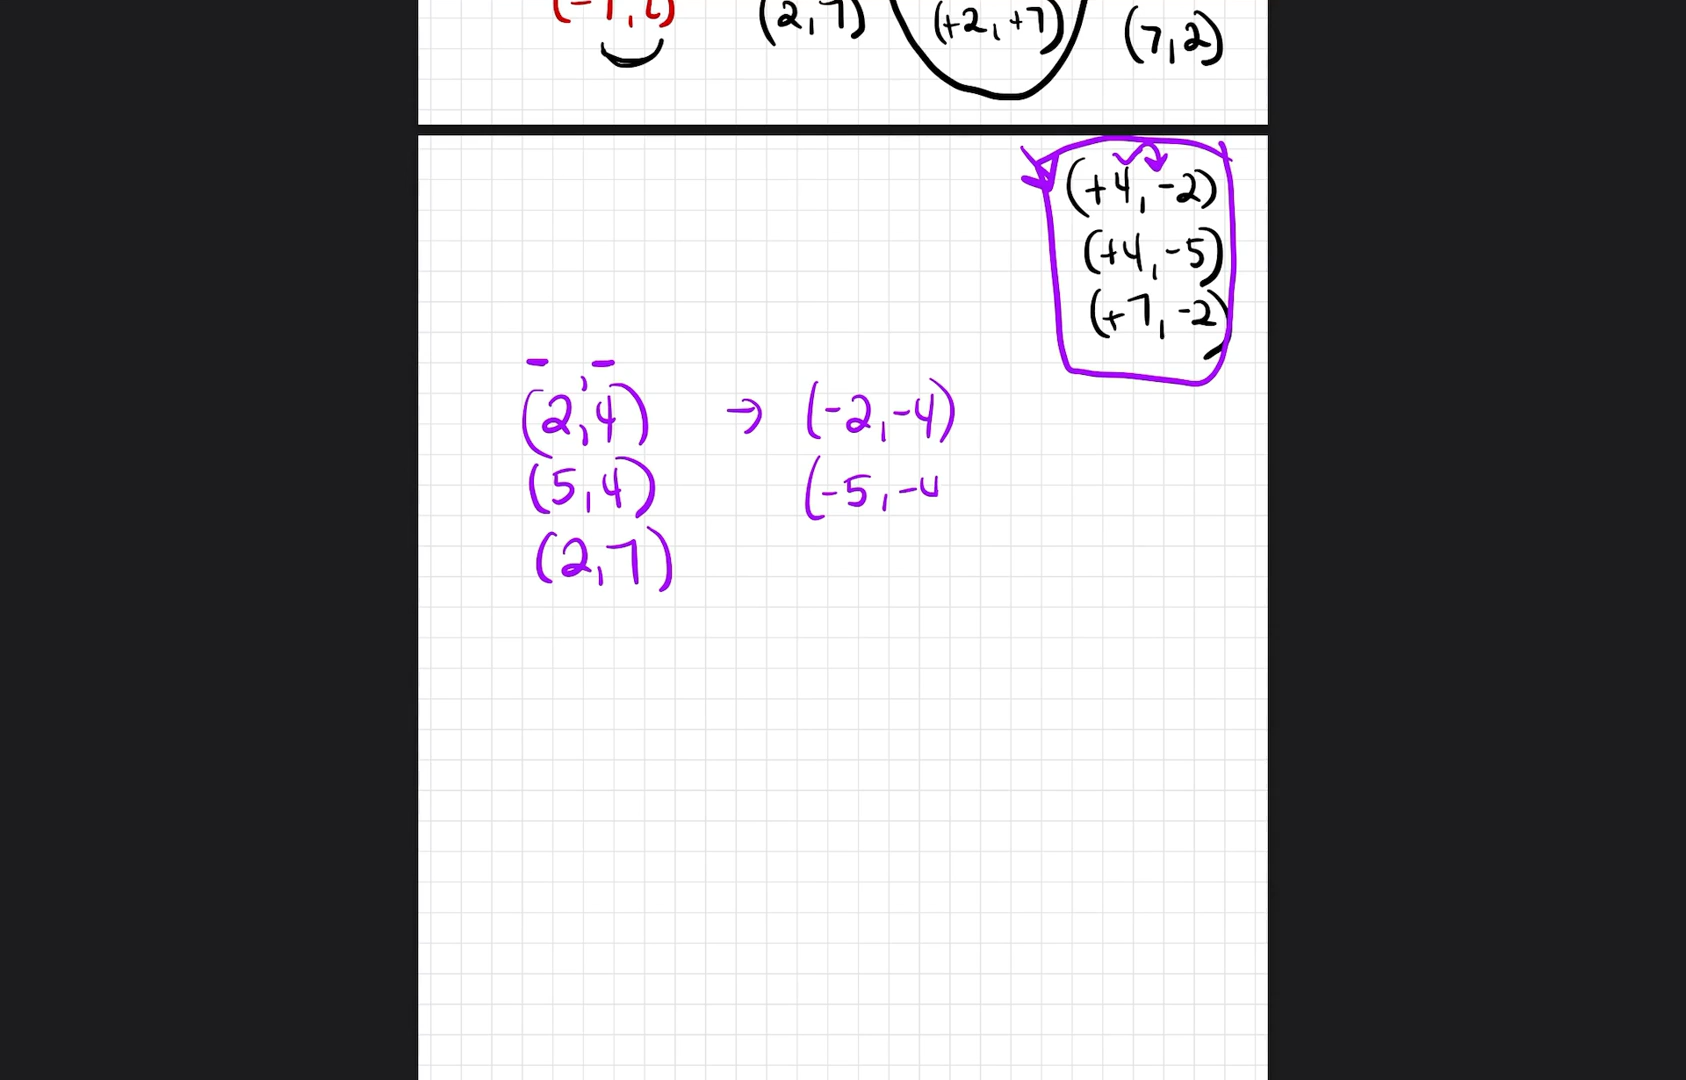 (2,7) (+2,+7) (7,2)
(+4,-2)
(+4,-5)
(+7,-2)
- , -
(2,4) → (-2,-4)
(5,4) (-5,-4
(2,7)